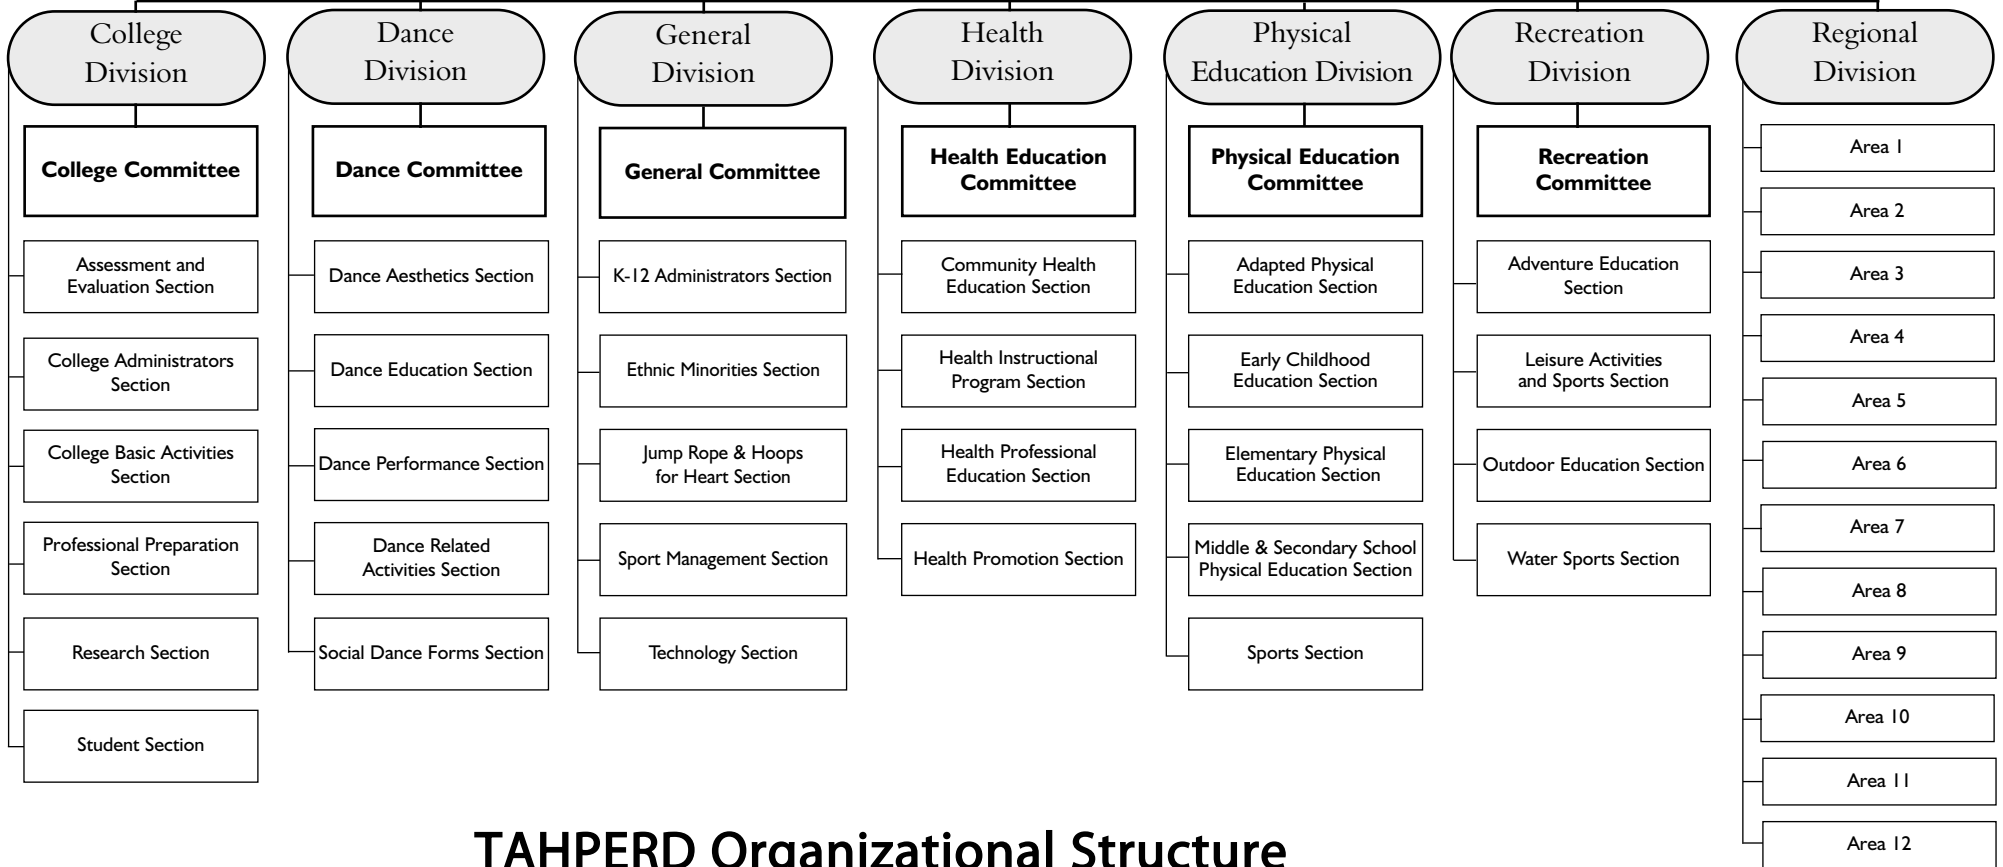 College
Division
College Committee
Assessment and
Evaluation Section
College Administrators
Section
College Basic Activities
Section
Professional Preparation
Section
Research Section
Student Section
Dance
Division
Dance Committee
Dance Aesthetics Section
Dance Education Section
Dance Performance Section
Dance Related
Activities Section
Social Dance Forms Section
General
Division
General Committee
K-12 Administrators Section
Ethnic Minorities Section
Jump Rope & Hoops
for Heart Section
Sport Management Section
Technology Section
Health
Division
Health Education
Committee
Community Health
Education Section
Health Instructional
Program Section
Health Professional
Education Section
Health Promotion Section
Physical
Education Division
Physical Education
Committee
Adapted Physical
Education Section
Early Childhood
Education Section
Elementary Physical
Education Section
Middle & Secondary School
Physical Education Section
Sports Section
Recreation
Division
Recreation
Committee
Adventure Education
Section
Leisure Activities
and Sports Section
Outdoor Education Section
Water Sports Section
Regional
Division
Area 1
Area 2
Area 3
Area 4
Area 5
Area 6
Area 7
Area 8
Area 9
Area 10
Area 11
Area 12
TAHPERD Organizational Structure